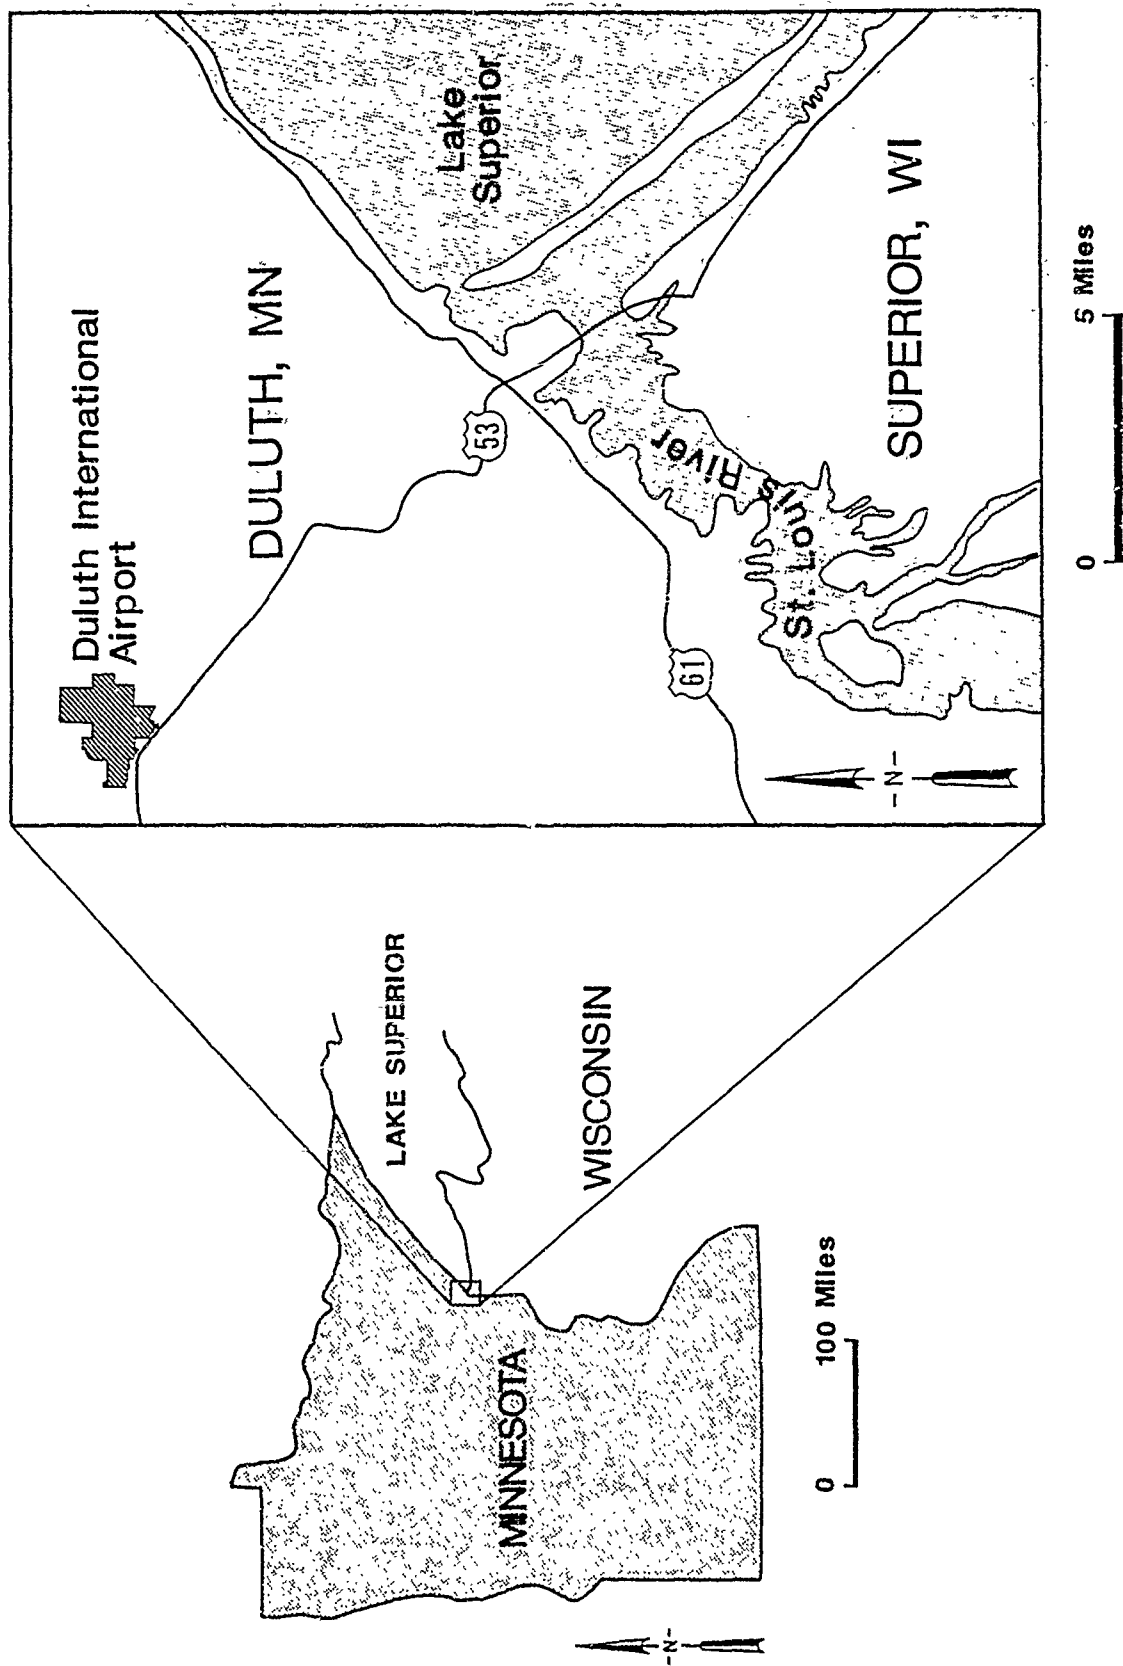 Duluth International
Airport
DULUTH, MN
Lake
Superior
53
St. Louis River
61
SUPERIOR, WI
-N-
0
5 Miles
LAKE SUPERIOR
WISCONSIN
MINNESOTA
0
100 Miles
-N-